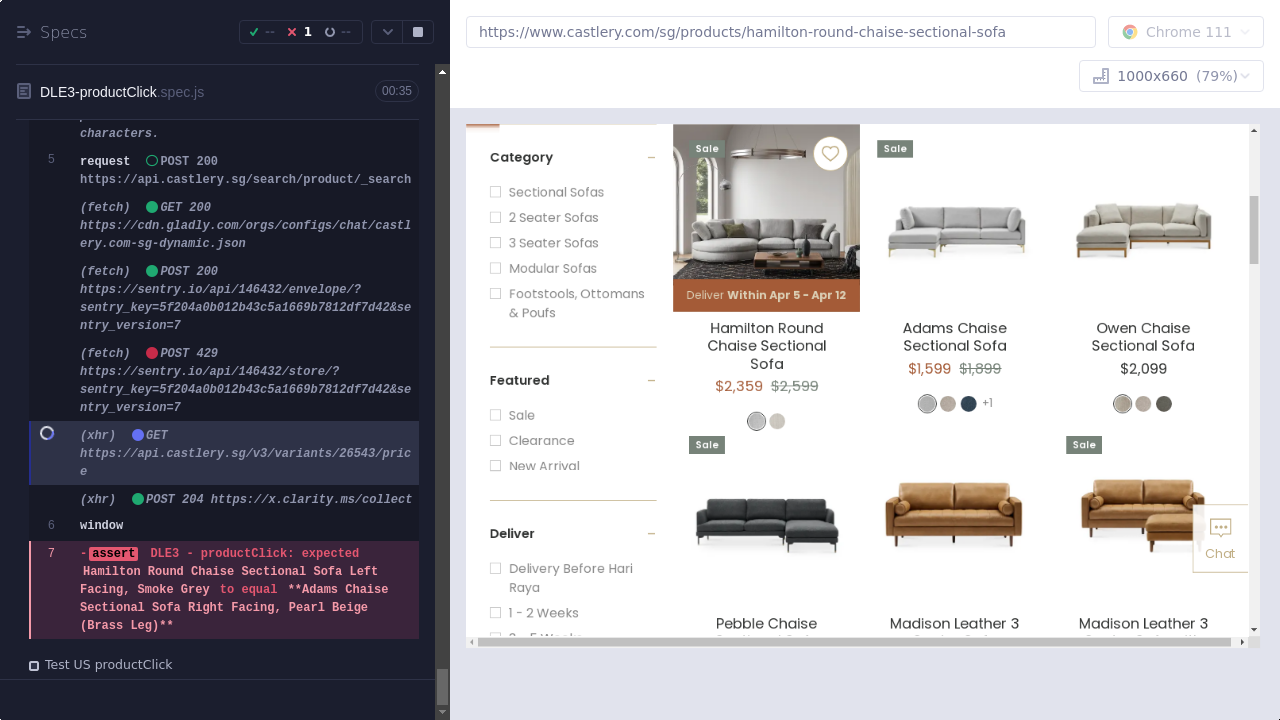 Specs
-- 1 --
https://www.castlery.com/sg/products/hamilton-round-chaise-sectional-sofa
Chrome 111
1000x660 (79%)
DLE3-productClick.spec.js
00:35
characters.
5 request POST 200
https://api.castlery.sg/search/product/_search
(fetch) GET 200
https://cdn.gladly.com/orgs/configs/chat/castl
ery.com-sg-dynamic.json
(fetch) POST 200
https://sentry.io/api/146432/envelope/?
sentry_key=5f204a0b012b43c5a1669b7812df7d42&se
ntry_version=7
(fetch) POST 429
https://sentry.io/api/146432/store/?
sentry_key=5f204a0b012b43c5a1669b7812df7d42&se
ntry_version=7
(xhr) GET
https://api.castlery.sg/v3/variants/26543/pric
e
(xhr) POST 204 https://x.clarity.ms/collect
6 window
7 -assert DLE3 - productClick: expected
Hamilton Round Chaise Sectional Sofa Left
Facing, Smoke Grey to equal **Adams Chaise
Sectional Sofa Right Facing, Pearl Beige
(Brass Leg)**
Test US productClick
Category
Sectional Sofas
2 Seater Sofas
3 Seater Sofas
Modular Sofas
Footstools, Ottomans
& Poufs
Featured
Sale
Clearance
New Arrival
Deliver
Delivery Before Hari
Raya
1 - 2 Weeks
Sale
Deliver Within Apr 5 - Apr 12
Hamilton Round
Chaise Sectional
Sofa
$2,359 $2,599
Sale
Adams Chaise
Sectional Sofa
$1,599 $1,899
+1
Owen Chaise
Sectional Sofa
$2,099
Sale
Pebble Chaise
Madison Leather 3
Sale
Madison Leather 3
Chat